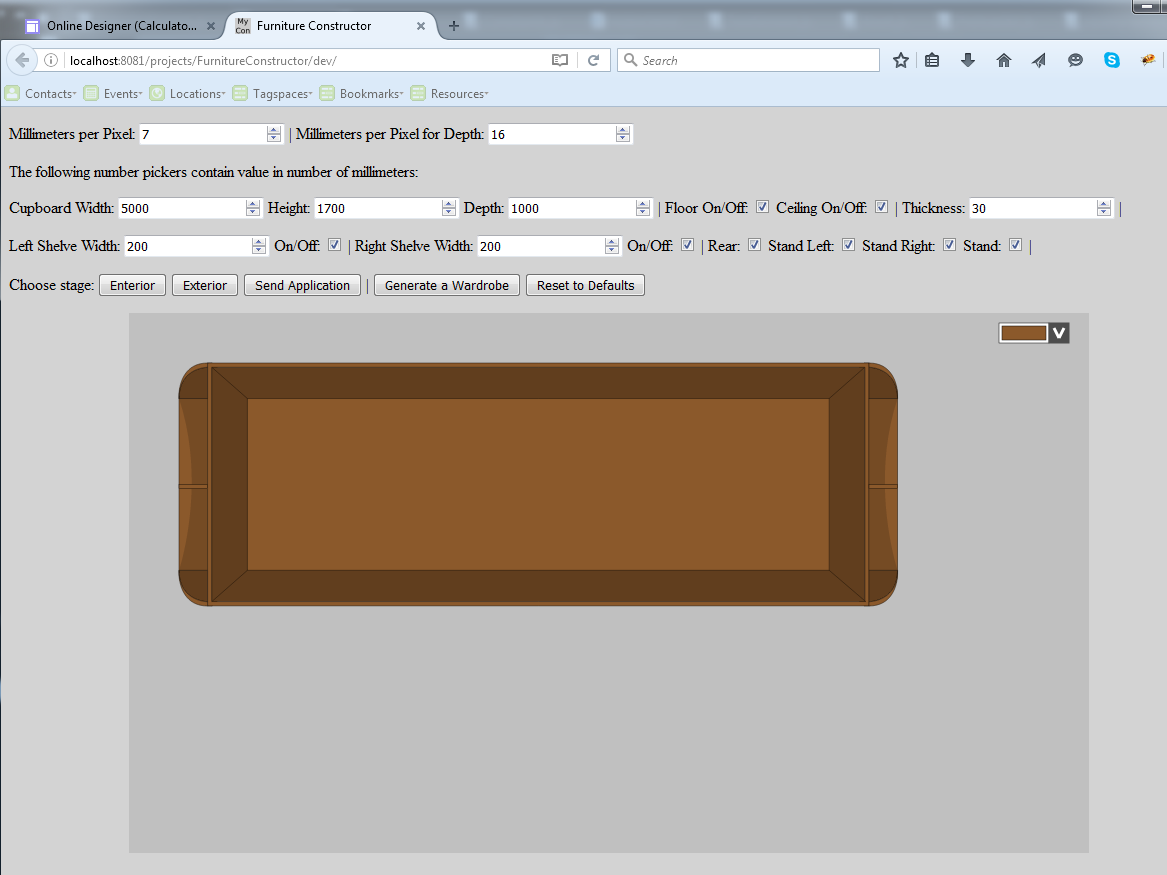 Online Designer (Calculato...
My Con Furniture Constructor
localhost:8081/projects/FurnitureConstructor/dev/ Search
Contacts Events Locations Tagspaces Bookmarks Resources
Millimeters per Pixel: 7 | Millimeters per Pixel for Depth: 16
The following number pickers contain value in number of millimeters:
Cupboard Width: 5000 Height: 1700 Depth: 1000 | Floor On/Off: Ceiling On/Off: | Thickness: 30 |
Left Shelve Width: 200 On/Off: | Right Shelve Width: 200 On/Off: | Rear: Stand Left: Stand Right: Stand: |
Choose stage: Enterior Exterior Send Application | Generate a Wardrobe Reset to Defaults
V